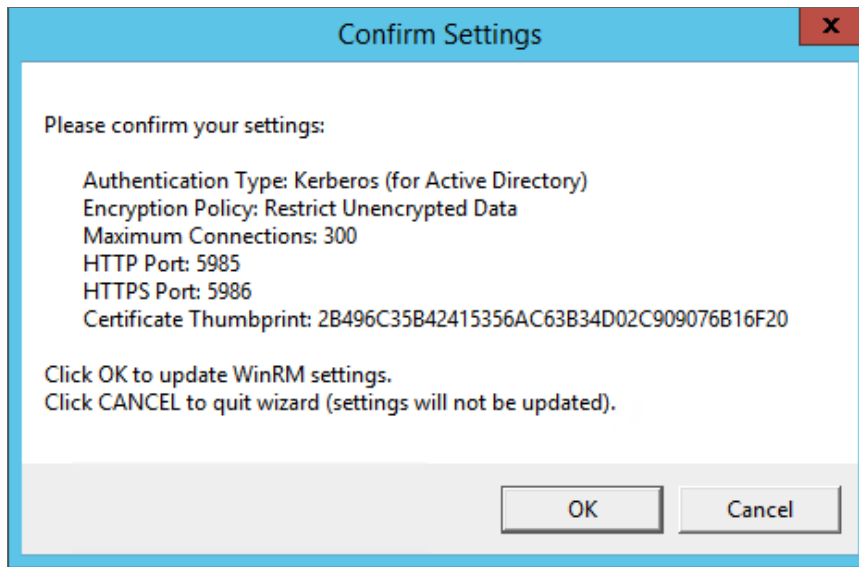 Confirm Settings
x
Please confirm your settings:
Authentication Type: Kerberos (for Active Directory)
Encryption Policy: Restrict Unencrypted Data
Maximum Connections: 300
HTTP Port: 5985
HTTPS Port: 5986
Certificate Thumbprint: 2B496C35B42415356AC63B34D02C909076B16F20
Click OK to update WinRM settings.
Click CANCEL to quit wizard (settings will not be updated).
OK
Cancel